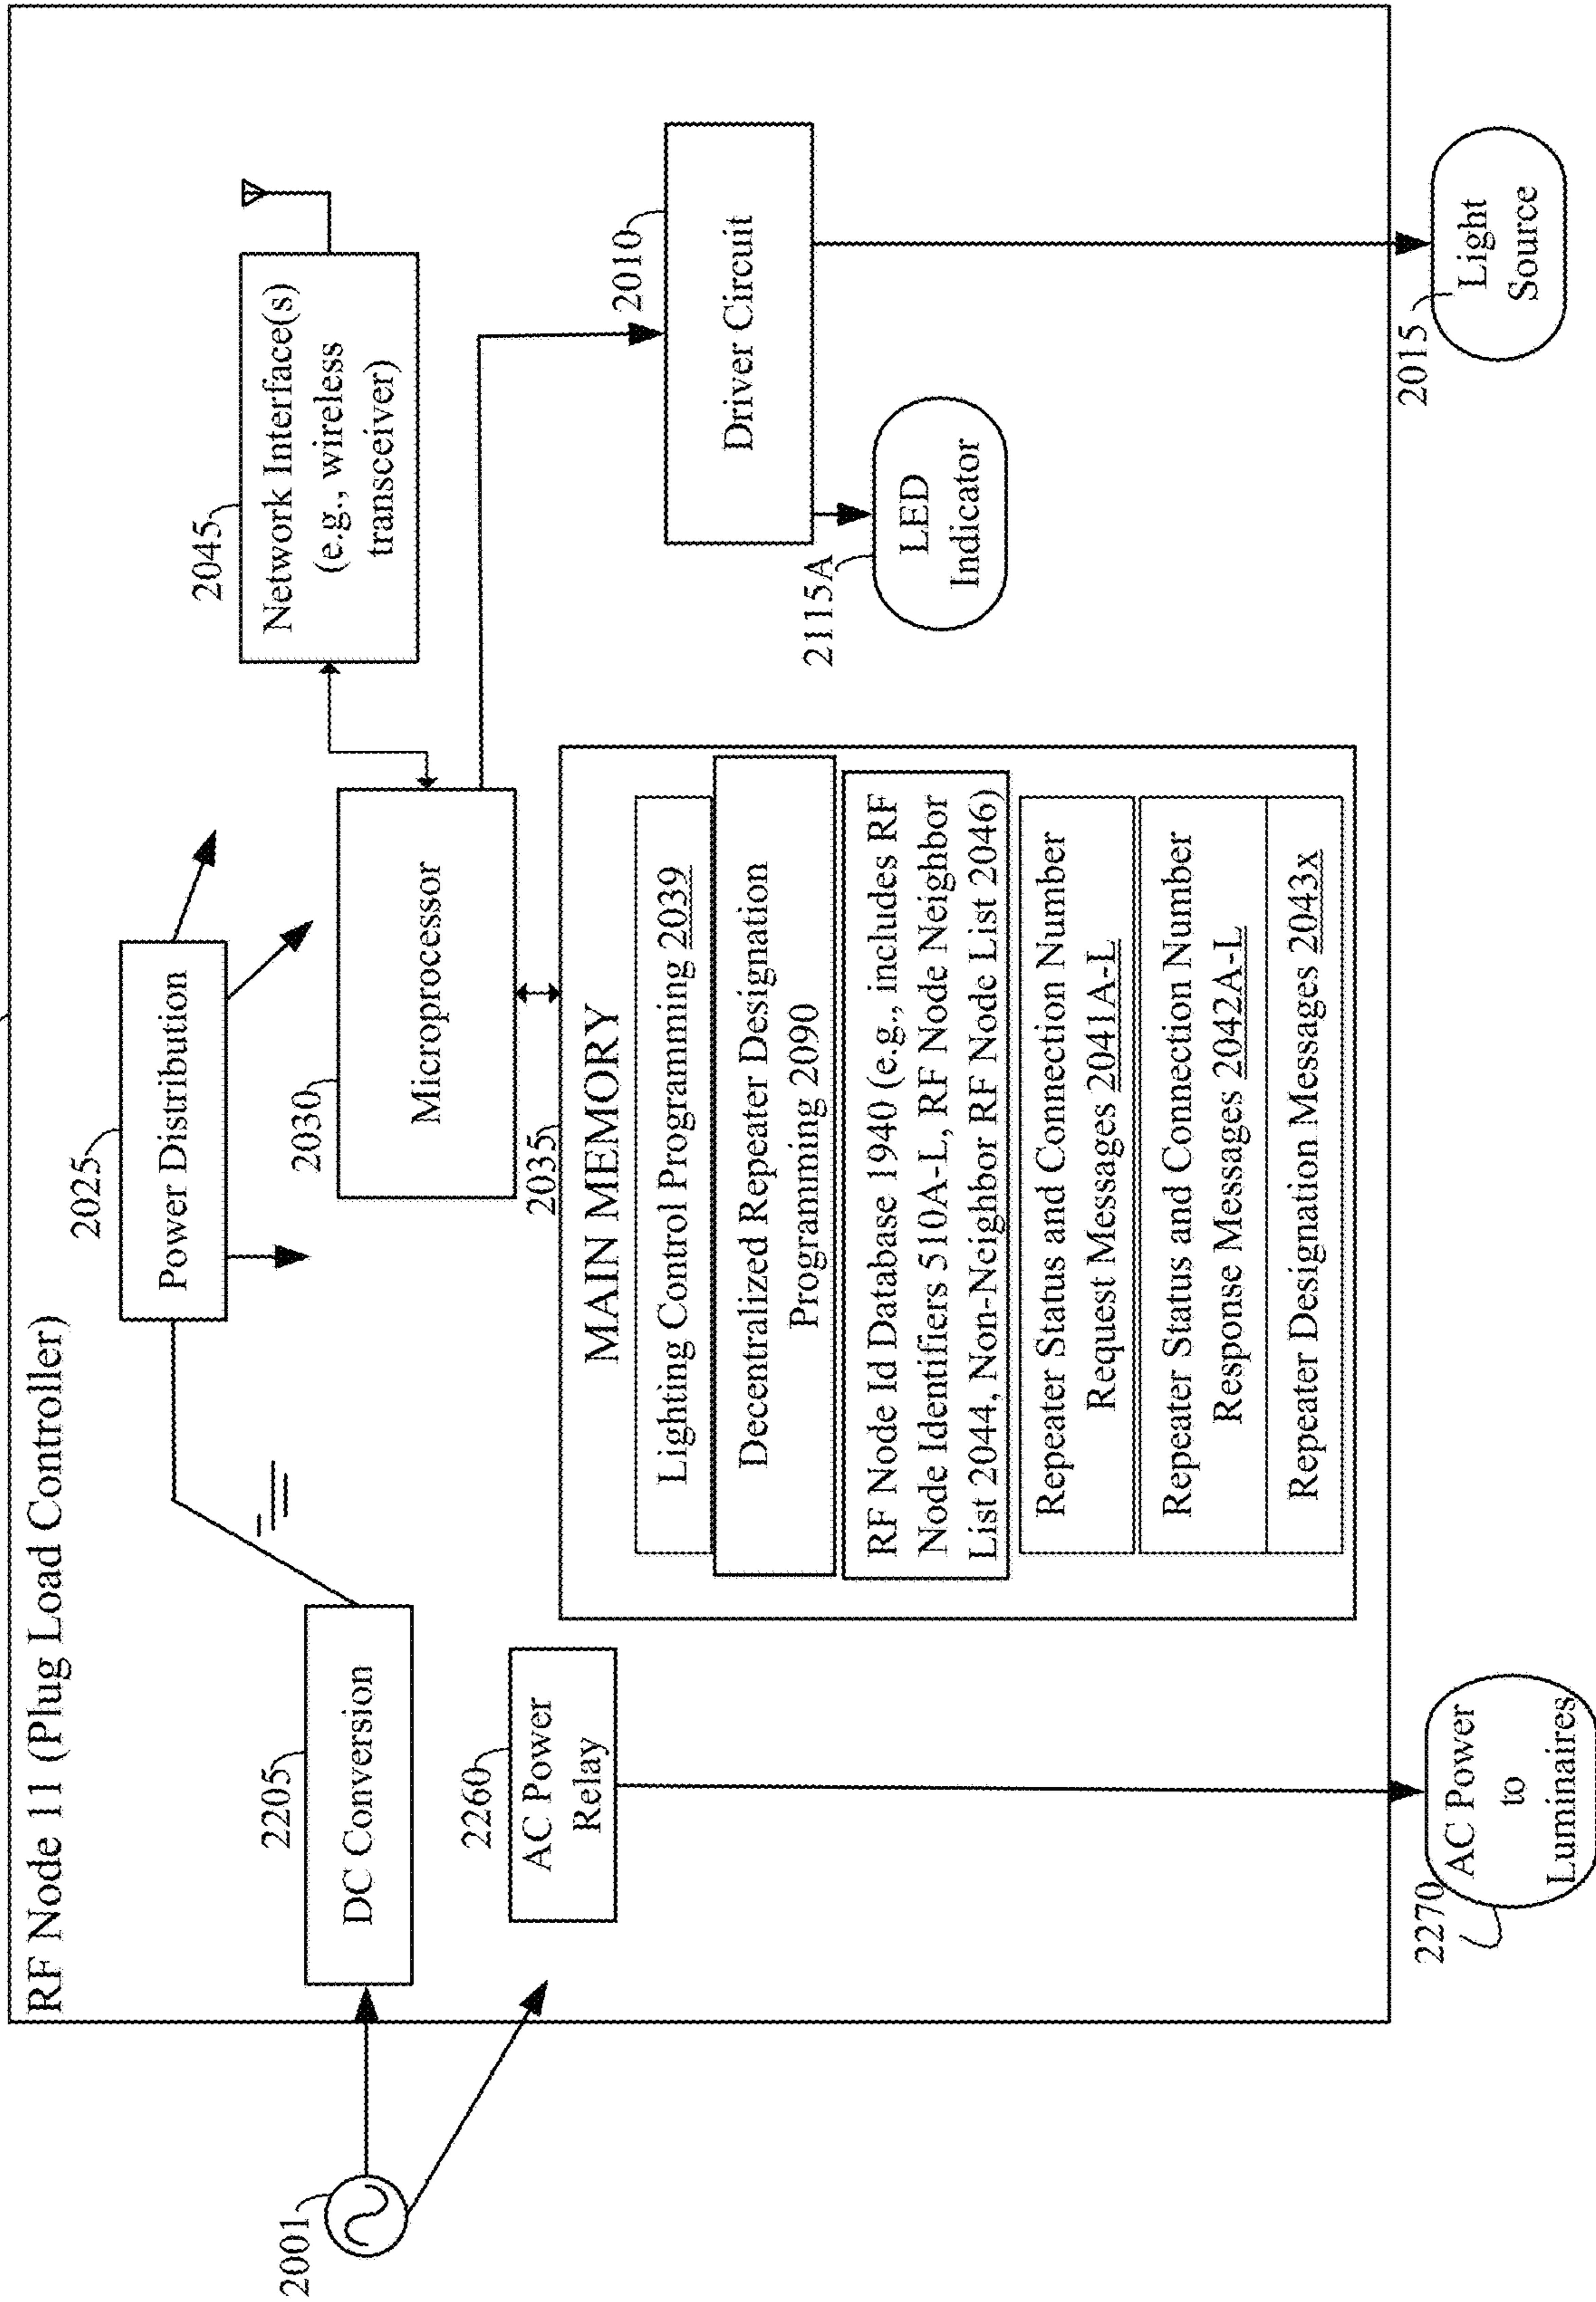 RF Node 11 (Plug Load Controller)
2001
2205
DC Conversion
2260
AC Power
Relay
2270
AC Power
to
Luminaires
2025
Power Distribution
2030
Microprocessor
2035
MAIN MEMORY
Lighting Control Programming 2039
Decentralized Repeater Designation
Programming 2090
RF Node Id Database 1940 (e.g., includes RF
Node Identifiers 510A-L, RF Node Neighbor
List 2044, Non-Neighbor RF Node List 2046)
Repeater Status and Connection Number
Request Messages 2041A-L
Repeater Status and Connection Number
Response Messages 2042A-L
Repeater Designation Messages 2043x
2045
Network Interface(s)
(e.g., wireless
transceiver)
2010
Driver Circuit
2115A
LED
Indicator
2015
Light
Source